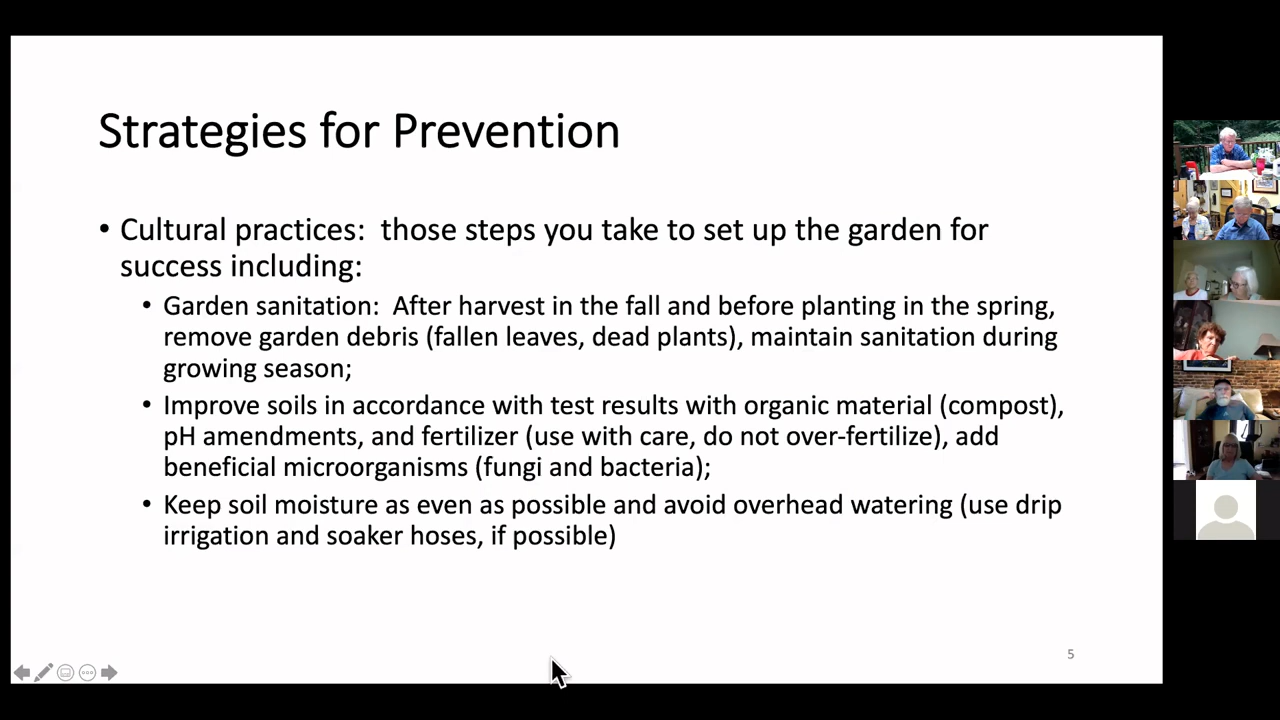 Strategies for Prevention
• Cultural practices:  those steps you take to set up the garden for
success including:
• Garden sanitation:  After harvest in the fall and before planting in the spring,
remove garden debris (fallen leaves, dead plants), maintain sanitation during
growing season;
• Improve soils in accordance with test results with organic material (compost),
pH amendments, and fertilizer (use with care, do not over-fertilize), add
beneficial microorganisms (fungi and bacteria);
• Keep soil moisture as even as possible and avoid overhead watering (use drip
irrigation and soaker hoses, if possible)
5